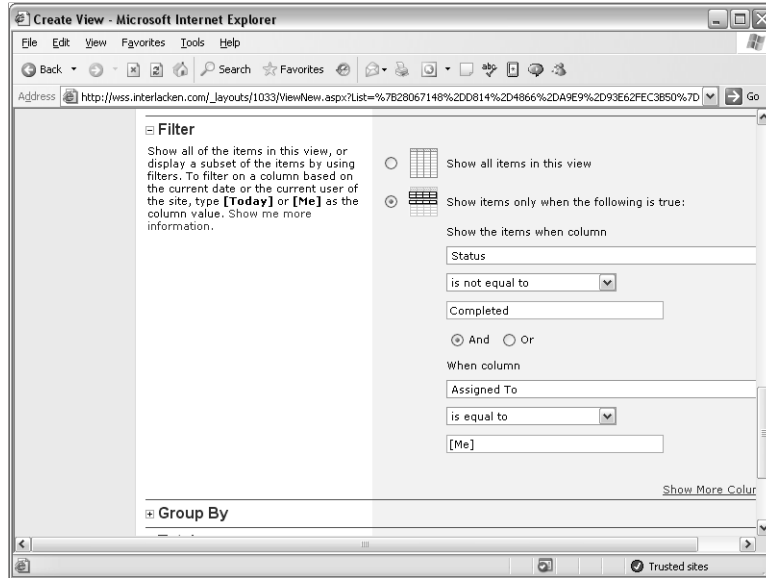 Create View - Microsoft Internet Explorer
File Edit View Favorites Tools Help
Back Search Favorites
Address http://wss.interlacken.com/_layouts/1033/ViewNew.aspx?List=%7B28067148%2DD814%2D4866%2DA9E9%2D93E62FEC3B50%7D Go
Filter
Show all of the items in this view, or
display a subset of the items by using
filters. To filter on a column based on
the current date or the current user of
the site, type [Today] or [Me] as the
column value. Show me more
information.
Show all items in this view
Show items only when the following is true:
Show the items when column
Status
is not equal to
Completed
And Or
When column
Assigned To
is equal to
[Me]
Show More Colur
Group By
Trusted sites